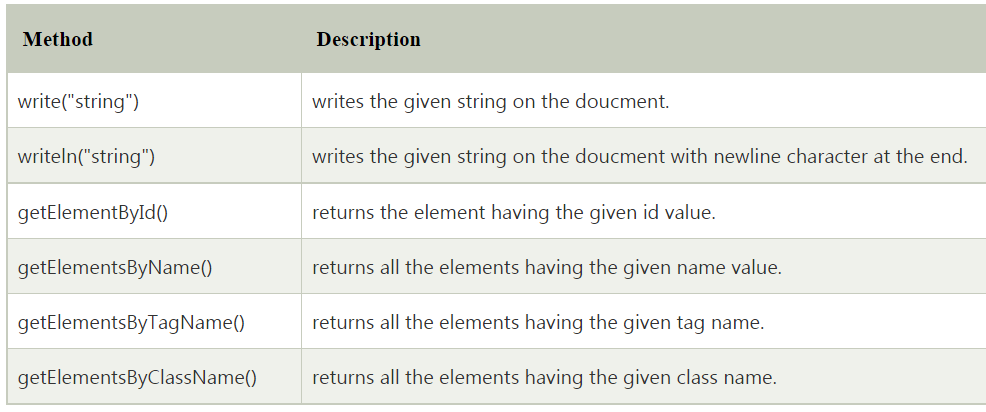 Method Description
write("string") writes the given string on the doucment.
writeln("string") writes the given string on the doucment with newline character at the end.
getElementById() returns the element having the given id value.
getElementsByName() returns all the elements having the given name value.
getElementsByTagName() returns all the elements having the given tag name.
getElementsByClassName() returns all the elements having the given class name.